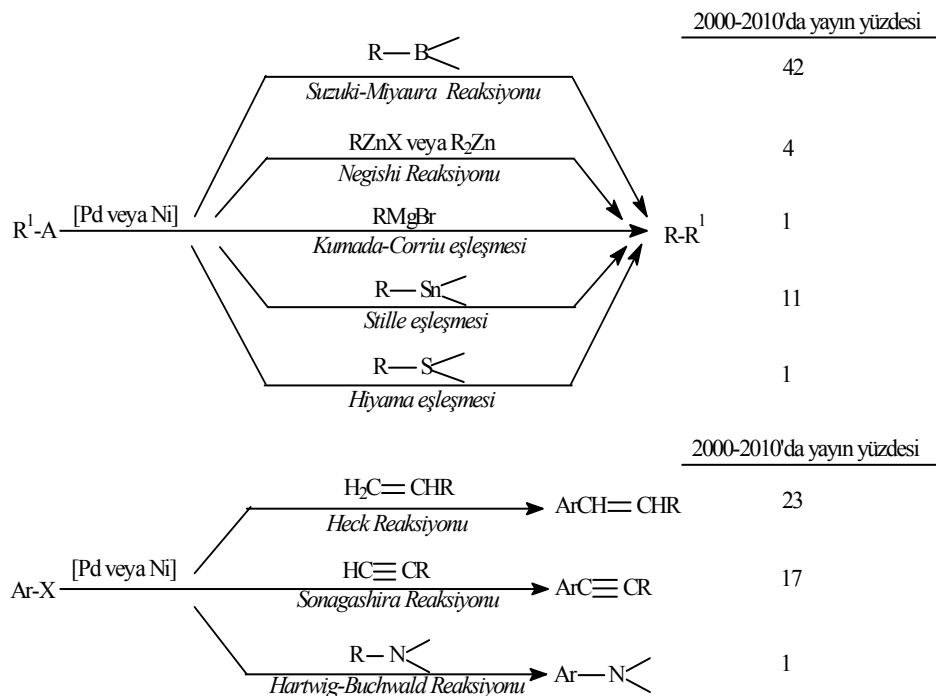 2000-2010'da yayın yüzdesi
R—B
Suzuki-Miyaura Reaksiyonu
42
RZnX veya R₂Zn
Negishi Reaksiyonu
4
R¹-A
[Pd veya Ni]
RMgBr
Kumada-Corriu eşleşmesi
R-R¹
1
R—Sn
Stille eşleşmesi
11
R—S
Hiyama eşleşmesi
1
2000-2010'da yayın yüzdesi
H₂C=CHR
Heck Reaksiyonu
ArCH=CHR
23
Ar-X
[Pd veya Ni]
HC≡CR
Sonagashira Reaksiyonu
ArC≡CR
17
R—N
Hartwig-Buchwald Reaksiyonu
Ar—N
1